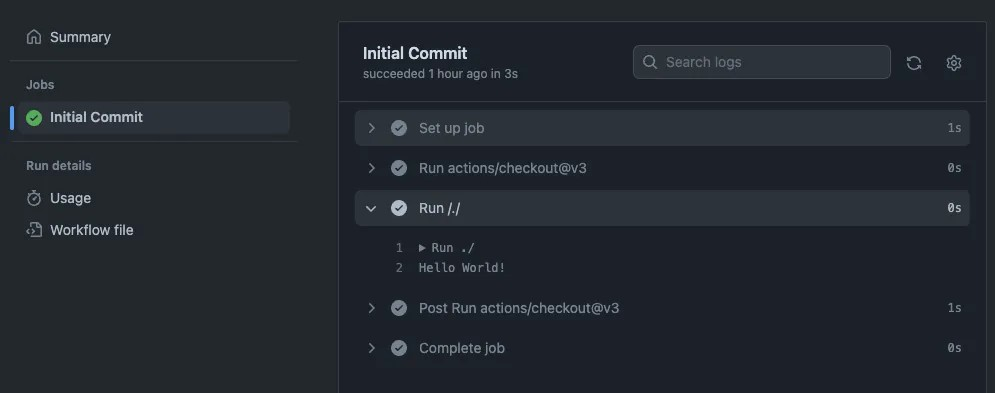 Summary
Jobs
Initial Commit
Run details
Usage
Workflow file
Initial Commit
succeeded 1 hour ago in 3s
Search logs
Set up job 1s
Run actions/checkout@v3 0s
Run /./ 0s
1 ▶ Run ./
2 Hello World!
Post Run actions/checkout@v3 1s
Complete job 0s